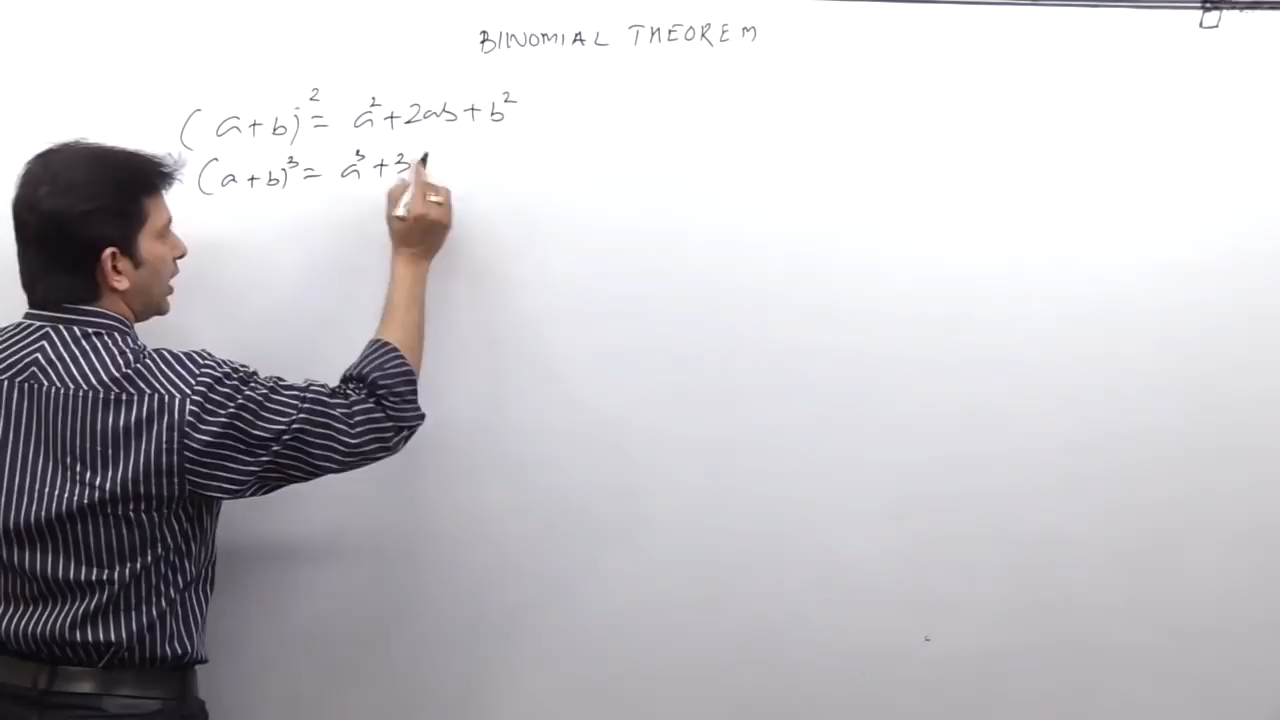 BINOMIAL THEOREM
(a+b)² = a²+2ab+b²
(a+b)³ = a³+3